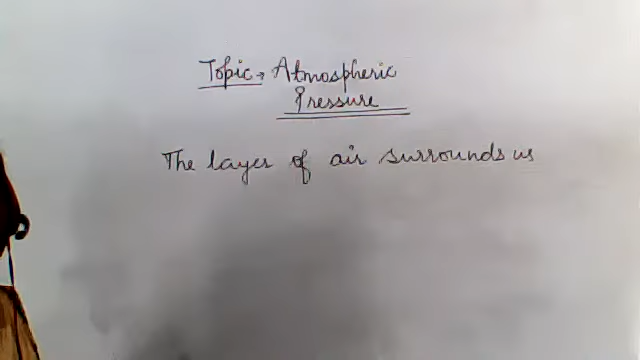 Topic → Atmospheric
Pressure
The layer of air surrounds us